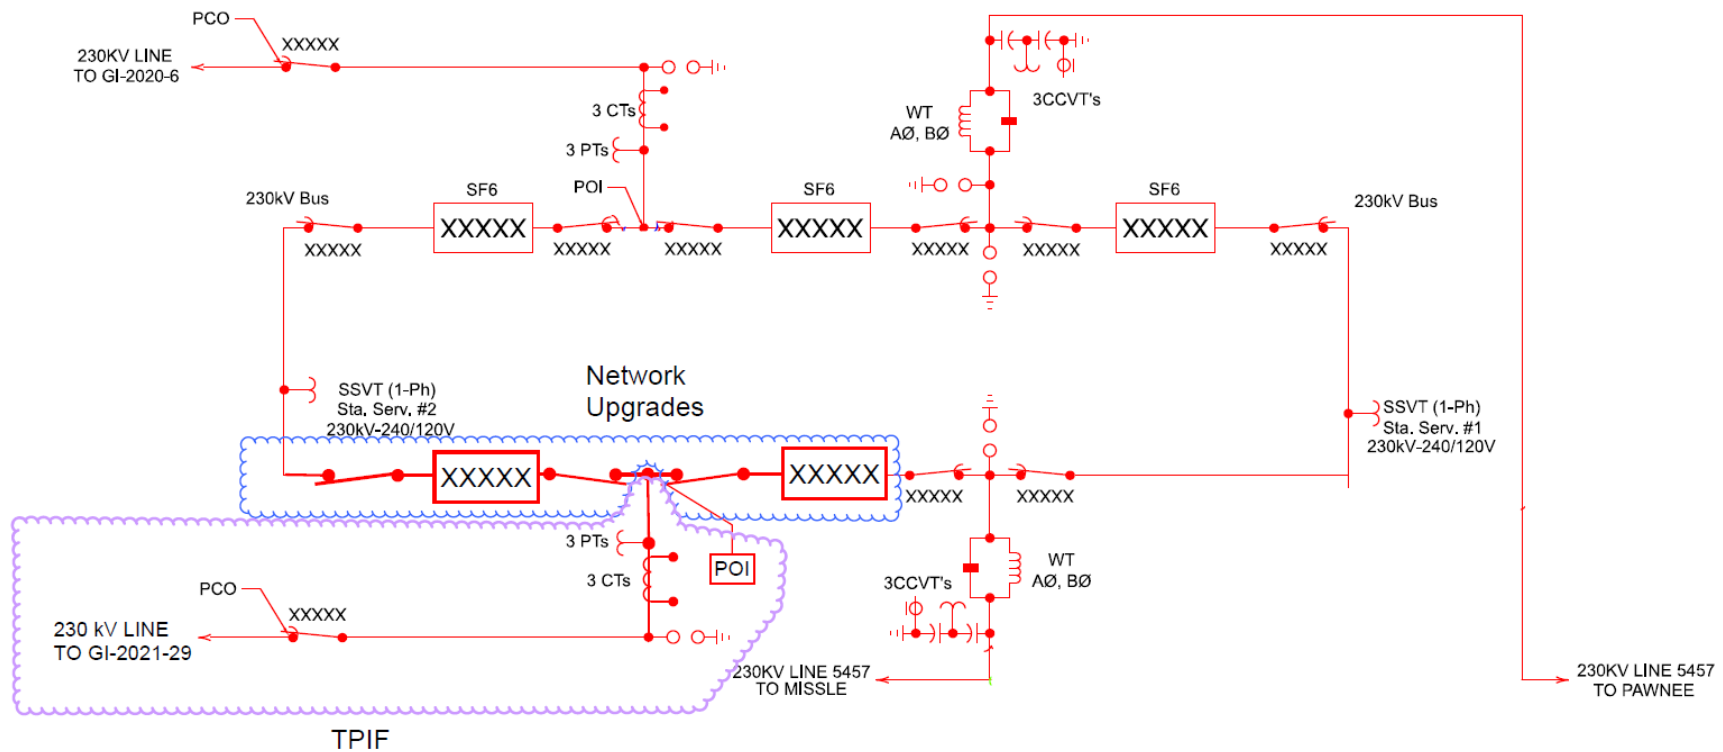 PCO
XXXXX
230KV LINE
TO GI-2020-6
3 CTs
3 PTs
POI
WT
AØ, BØ
3CCVT's
230kV Bus
SF6
XXXXX
SF6
XXXXX
SF6
XXXXX
230kV Bus
XXXXX
XXXXX
XXXXX
XXXXX
XXXXX
XXXXX
Network
Upgrades
SSVT (1-Ph)
Sta. Serv. #2
230kV-240/120V
SSVT (1-Ph)
Sta. Serv. #1
230kV-240/120V
XXXXX
XXXXX
XXXXX
XXXXX
3 PTs
3 CTs
POI
WT
AØ, BØ
3CCVT's
PCO
XXXXX
230 kV LINE
TO GI-2021-29
230KV LINE 5457
TO MISSLE
230KV LINE 5457
TO PAWNEE
TPIF